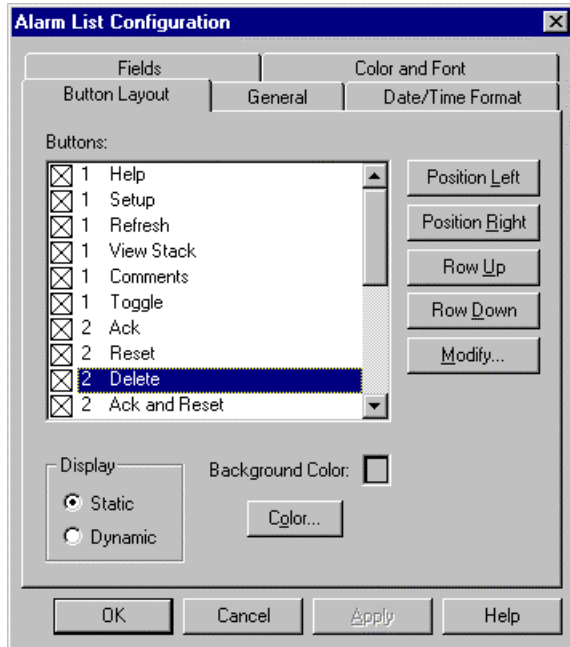 Alarm List Configuration
Fields
Color and Font
Button Layout
General
Date/Time Format
Buttons:
1 Help
1 Setup
1 Refresh
1 View Stack
1 Comments
1 Toggle
2 Ack
2 Reset
2 Delete
2 Ack and Reset
Position Left
Position Right
Row Up
Row Down
Modify...
Display
Static
Dynamic
Background Color:
Color...
OK
Cancel
Apply
Help